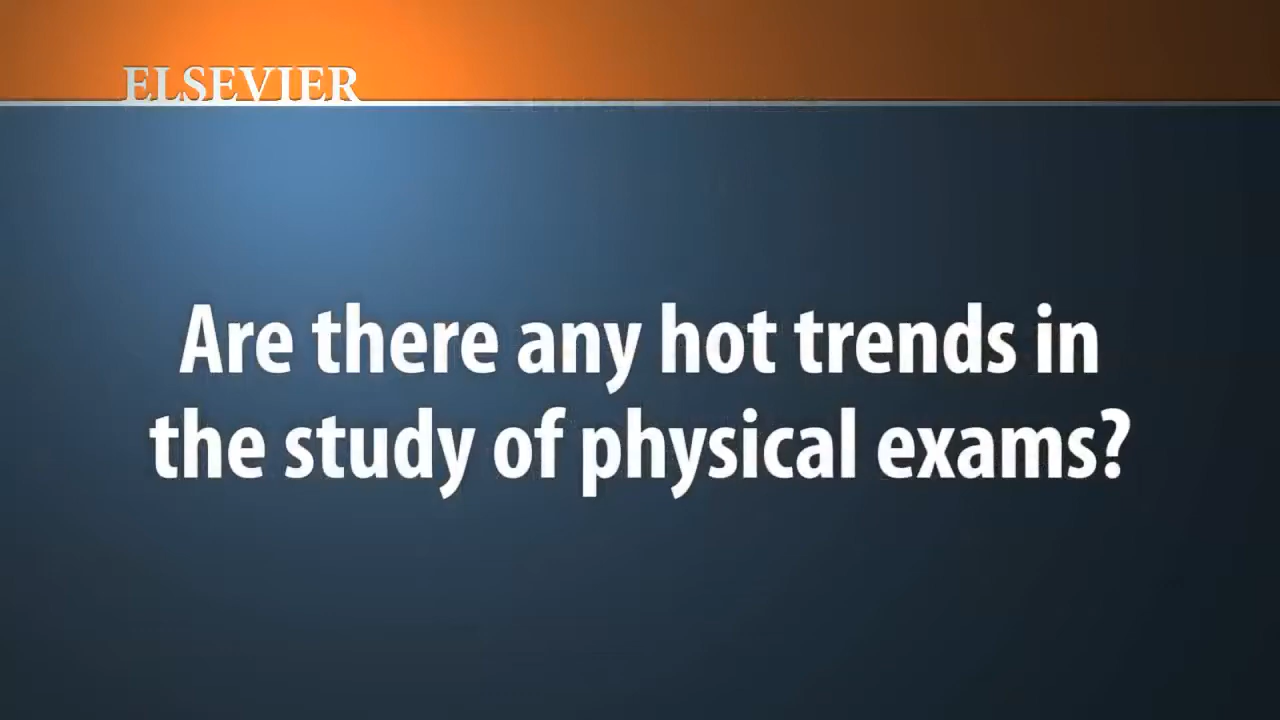 ELSEVIER
Are there any hot trends in
the study of physical exams?